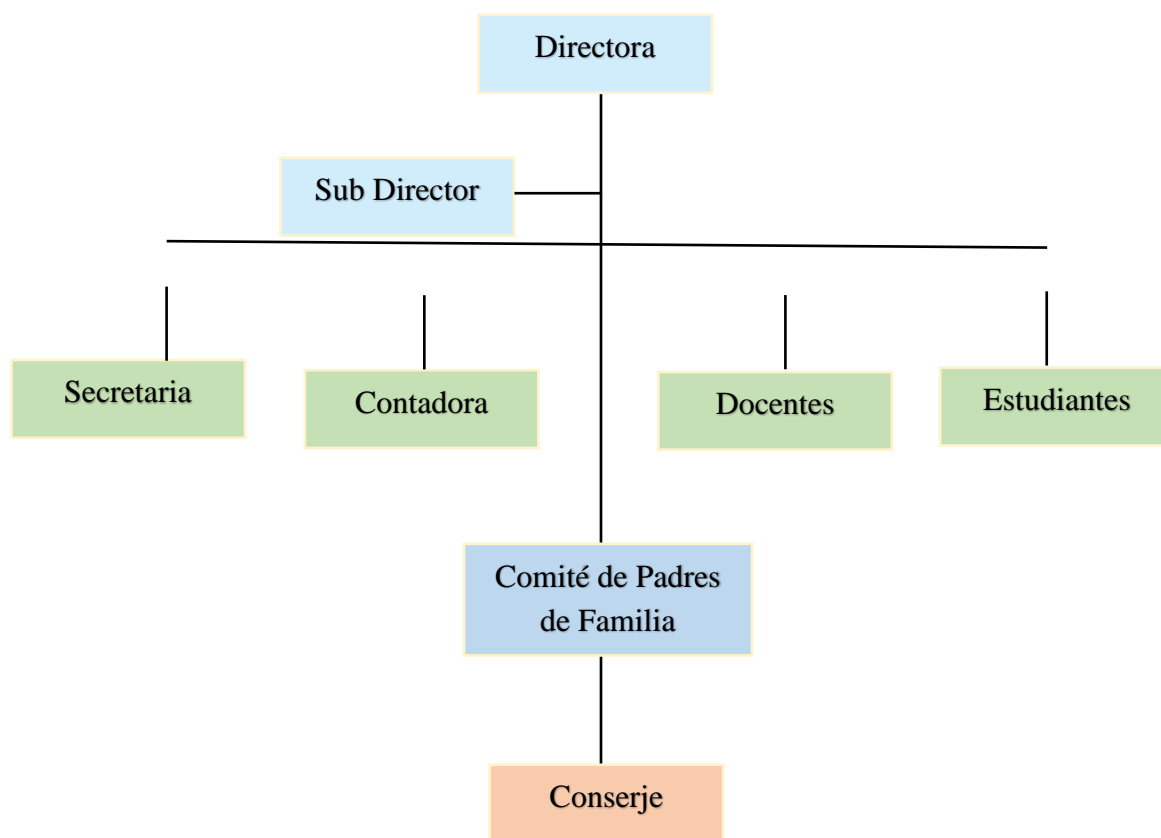 Directora
Sub Director
Secretaria
Contadora
Docentes
Estudiantes
Comité de Padres
de Familia
Conserje